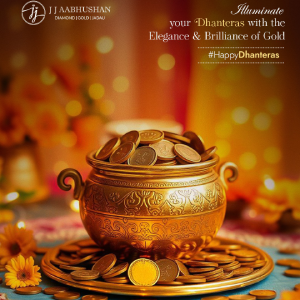 jj
J J AABHUSHAN
DIAMOND | GOLD | JADAU
Illuminate
your Dhanteras with the
Elegance & Brilliance of Gold
#HappyDhanteras